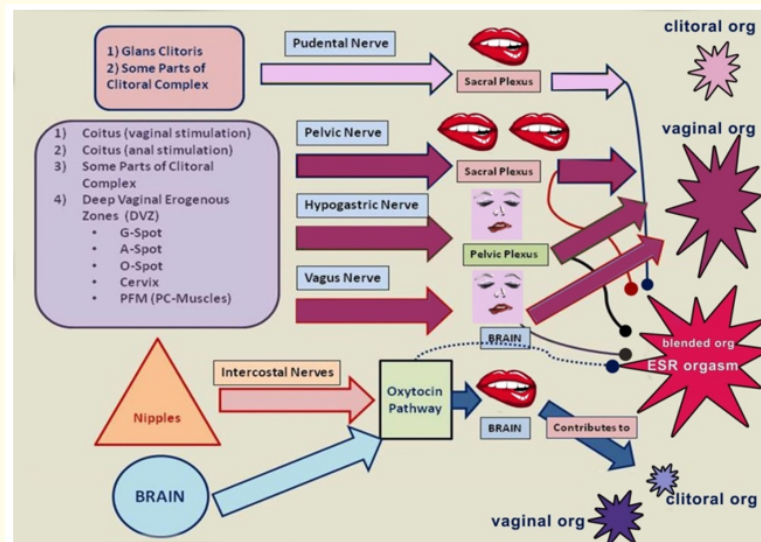 1) Glans Clitoris
2) Some Parts of
Clitoral Complex
Pudental Nerve
Sacral Plexus
clitoral org
1) Coitus (vaginal stimulation)
2) Coitus (anal stimulation)
3) Some Parts of Clitoral
Complex
4) Deep Vaginal Erogenous
Zones (DVZ)
• G-Spot
• A-Spot
• O-Spot
• Cervix
• PFM (PC-Muscles)
Pelvic Nerve
Sacral Plexus
vaginal org
Hypogastric Nerve
Pelvic Plexus
Vagus Nerve
BRAIN
blended org
ESR orgasm
Nipples
Intercostal Nerves
Oxytocin
Pathway
BRAIN
Contributes to
BRAIN
clitoral org
vaginal org